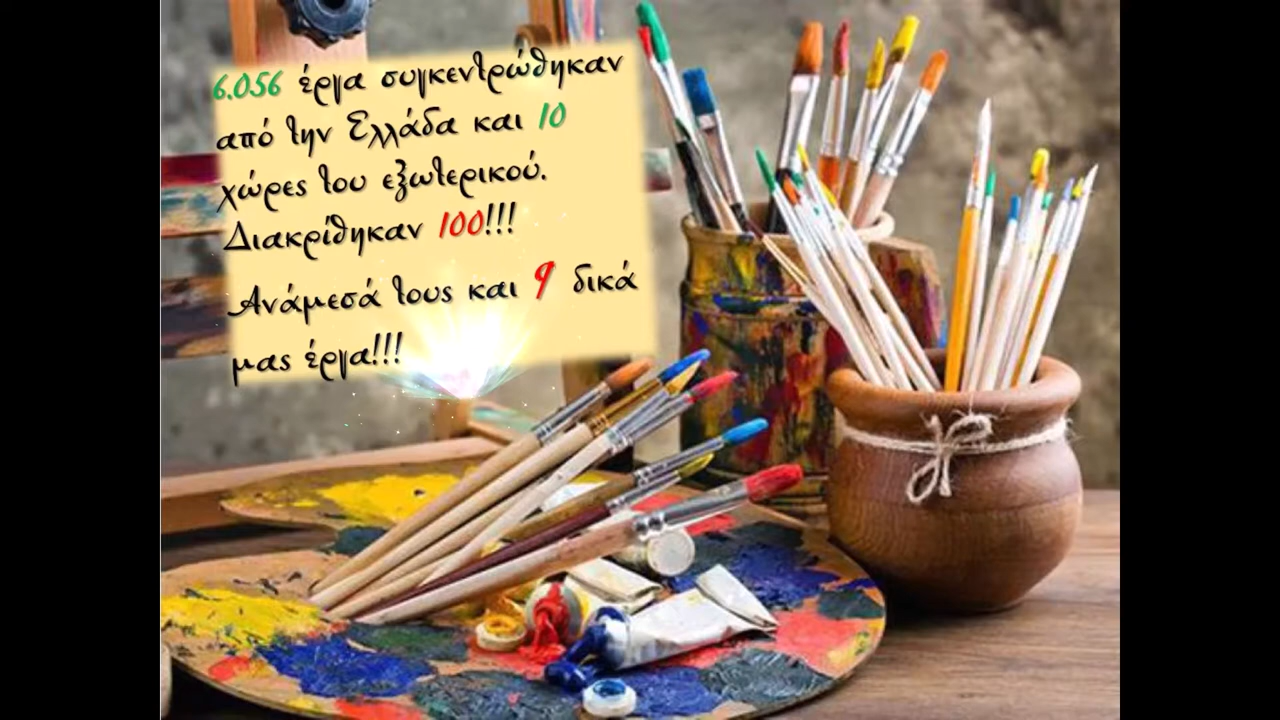 6.056 έργα συγκεντρώθηκαν
από την Ελλάδα και 10
χώρες του εξωτερικού.
Διακρίθηκαν 100!!!
Ανάμεσά τους και 9 δικά
μας έργα!!!